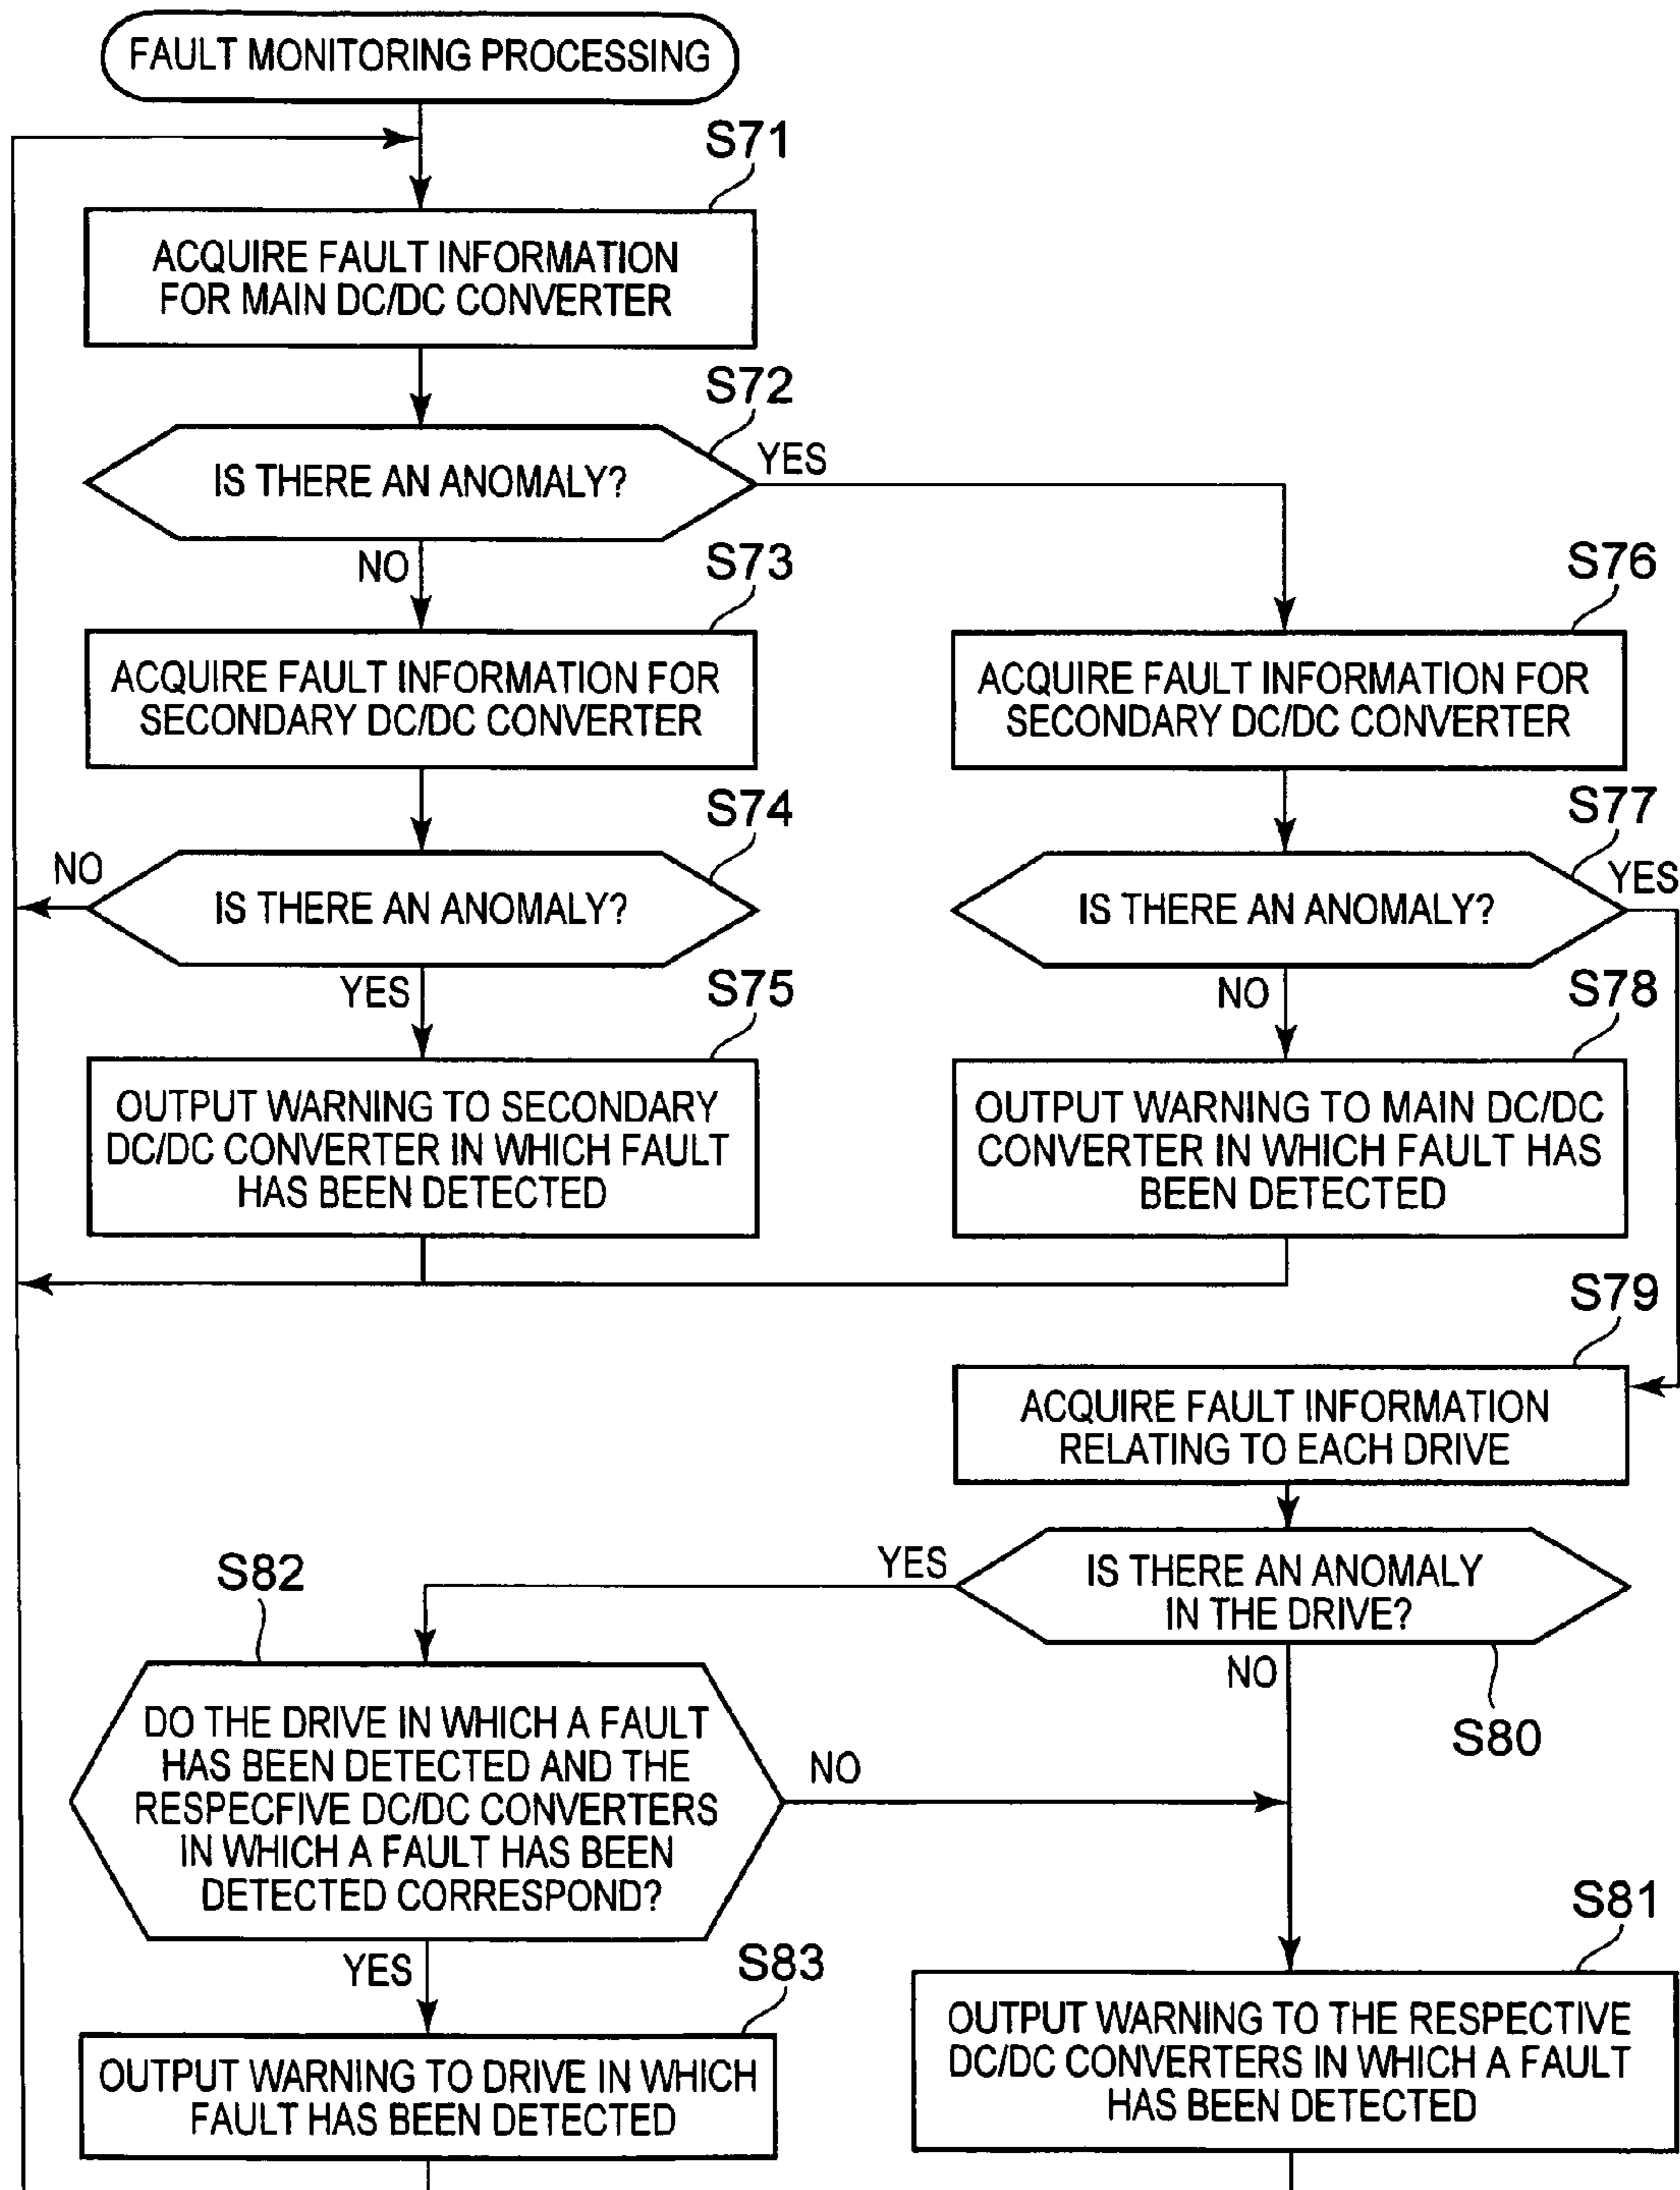 FAULT MONITORING PROCESSING
S71
ACQUIRE FAULT INFORMATION
FOR MAIN DC/DC CONVERTER
S72
IS THERE AN ANOMALY?
YES
NO
S73
ACQUIRE FAULT INFORMATION FOR
SECONDARY DC/DC CONVERTER
S76
ACQUIRE FAULT INFORMATION FOR
SECONDARY DC/DC CONVERTER
S74
NO
IS THERE AN ANOMALY?
YES
S77
IS THERE AN ANOMALY?
YES
NO
S75
OUTPUT WARNING TO SECONDARY
DC/DC CONVERTER IN WHICH FAULT
HAS BEEN DETECTED
S78
OUTPUT WARNING TO MAIN DC/DC
CONVERTER IN WHICH FAULT HAS
BEEN DETECTED
S79
ACQUIRE FAULT INFORMATION
RELATING TO EACH DRIVE
YES
IS THERE AN ANOMALY
IN THE DRIVE?
NO
S80
S82
DO THE DRIVE IN WHICH A FAULT
HAS BEEN DETECTED AND THE
RESPECFIVE DC/DC CONVERTERS
IN WHICH A FAULT HAS BEEN
DETECTED CORRESPOND?
NO
YES
S83
OUTPUT WARNING TO DRIVE IN WHICH
FAULT HAS BEEN DETECTED
S81
OUTPUT WARNING TO THE RESPECTIVE
DC/DC CONVERTERS IN WHICH A FAULT
HAS BEEN DETECTED